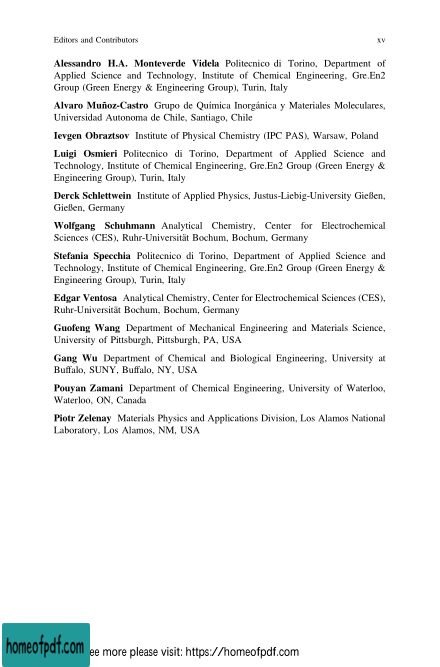 Editors and Contributors xv
Alessandro H.A. Monteverde Videla Politecnico di Torino, Department of
Applied Science and Technology, Institute of Chemical Engineering, Gre.En2
Group (Green Energy & Engineering Group), Turin, Italy
Alvaro Muñoz-Castro Grupo de Química Inorgánica y Materiales Moleculares,
Universidad Autonoma de Chile, Santiago, Chile
Ievgen Obraztsov Institute of Physical Chemistry (IPC PAS), Warsaw, Poland
Luigi Osmieri Politecnico di Torino, Department of Applied Science and
Technology, Institute of Chemical Engineering, Gre.En2 Group (Green Energy &
Engineering Group), Turin, Italy
Derck Schlettwein Institute of Applied Physics, Justus-Liebig-University Gießen,
Gießen, Germany
Wolfgang Schuhmann Analytical Chemistry, Center for Electrochemical
Sciences (CES), Ruhr-Universität Bochum, Bochum, Germany
Stefania Specchia Politecnico di Torino, Department of Applied Science and
Technology, Institute of Chemical Engineering, Gre.En2 Group (Green Energy &
Engineering Group), Turin, Italy
Edgar Ventosa Analytical Chemistry, Center for Electrochemical Sciences (CES),
Ruhr-Universität Bochum, Bochum, Germany
Guofeng Wang Department of Mechanical Engineering and Materials Science,
University of Pittsburgh, Pittsburgh, PA, USA
Gang Wu Department of Chemical and Biological Engineering, University at
Buffalo, SUNY, Buffalo, NY, USA
Pouyan Zamani Department of Chemical Engineering, University of Waterloo,
Waterloo, ON, Canada
Piotr Zelenay Materials Physics and Applications Division, Los Alamos National
Laboratory, Los Alamos, NM, USA
homeofpdf.com
ee more please visit: https://homeofpdf.com